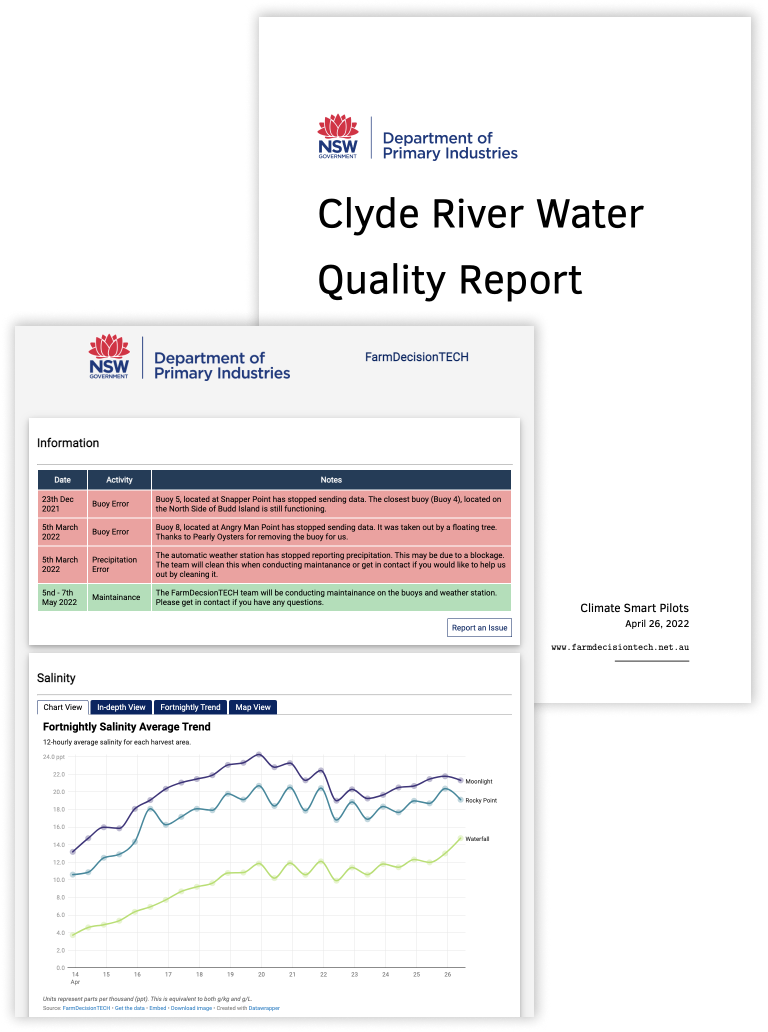 NSW
GOVERNMENT
Department of
Primary Industries
Clyde River Water
Quality Report
Climate Smart Pilots
April 26, 2022
www.farmdecisiontech.net.au
NSW
GOVERNMENT
Department of
Primary Industries
FarmDecisionTECH
Information
Date Activity Notes
23th Dec
2021
Buoy Error
Buoy 5, located at Snapper Point has stopped sending data. The closest buoy (Buoy 4), located on
the North Side of Budd Island is still functioning.
5th March
2022
Buoy Error
Buoy 8, located at Angry Man Point has stopped sending data. It was taken out by a floating tree.
Thanks to Pearly Oysters for removing the buoy for us.
5th March
2022
Precipitation
Error
The automatic weather station has stopped reporting precipitation. This may be due to a blockage.
The team will clean this when conducting maintanance or get in contact if you would like to help us
out by cleaning it.
5nd - 7th
May 2022
Maintainance
The FarmDecsionTECH team will be conducting maintainance on the buoys and weather station.
Please get in contact if you have any questions.
Report an Issue
Salinity
Chart View In-depth View Fortnightly Trend Map View
Fortnightly Salinity Average Trend
12-hourly average salinity for each harvest area.
24.0 ppt
22.0
20.0
18.0
16.0
14.0
12.0
10.0
8.0
6.0
4.0
2.0
0.0
Moonlight
Rocky Point
Waterfall
14 15 16 17 18 19 20 21 22 23 24 25 26
Apr
Units represent parts per thousand (ppt). This is equivalent to both g/kg and g/L.
Source: FarmDecisionTECH • Get the data • Embed • Download image • Created with Datawrapper